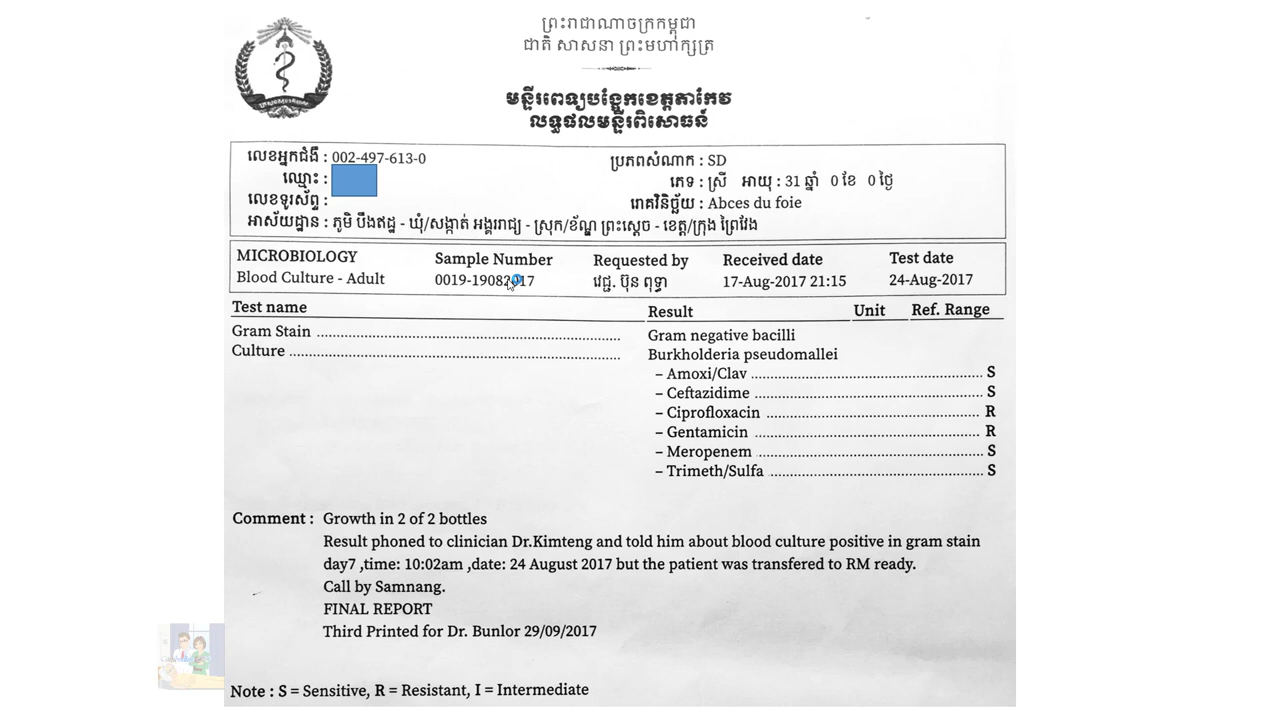 ព្រះរាជាណាចក្រកម្ពុជា
ជាតិ សាសនា ព្រះមហាក្សត្រ
មន្ទីរពេទ្យបង្អែកខេត្តតាកែវ
លទ្ធផលមន្ទីរពិសោធន៍
លេខអ្នកជំងឺ : 002-497-613-0 ប្រភពសំណាក : SD
ឈ្មោះ : ភេទ : ស្រី អាយុ : 31 ឆ្នាំ 0 ខែ 0 ថ្ងៃ
លេខទូរស័ព្ទ : រោគវិនិច្ឆ័យ : Abces du foie
អាស័យដ្ឋាន : ភូមិ បឹងឥដ្ឋ - ឃុំ/សង្កាត់ អង្គររាជ្យ - ស្រុក/ខ័ណ្ឌ ព្រះស្តេច - ខេត្ត/ក្រុង ព្រៃវែង
MICROBIOLOGY Sample Number Requested by Received date Test date
Blood Culture - Adult វេជ្ជ. ប៊ុន ពុទ្ធា 17-Aug-2017 21:15 24-Aug-2017
Test name Result Unit Ref. Range
Gram Stain Gram negative bacilli
Culture Burkholderia pseudomallei
– Amoxi/Clav S
– Ceftazidime S
– Ciprofloxacin R
– Gentamicin R
– Meropenem S
– Trimeth/Sulfa S
Comment : Growth in 2 of 2 bottles
Result phoned to clinician Dr.Kimteng and told him about blood culture positive in gram stain
day7 ,time: 10:02am ,date: 24 August 2017 but the patient was transfered to RM ready.
Call by Samnang.
FINAL REPORT
Third Printed for Dr. Bunlor 29/09/2017
Note : S = Sensitive, R = Resistant, I = Intermediate